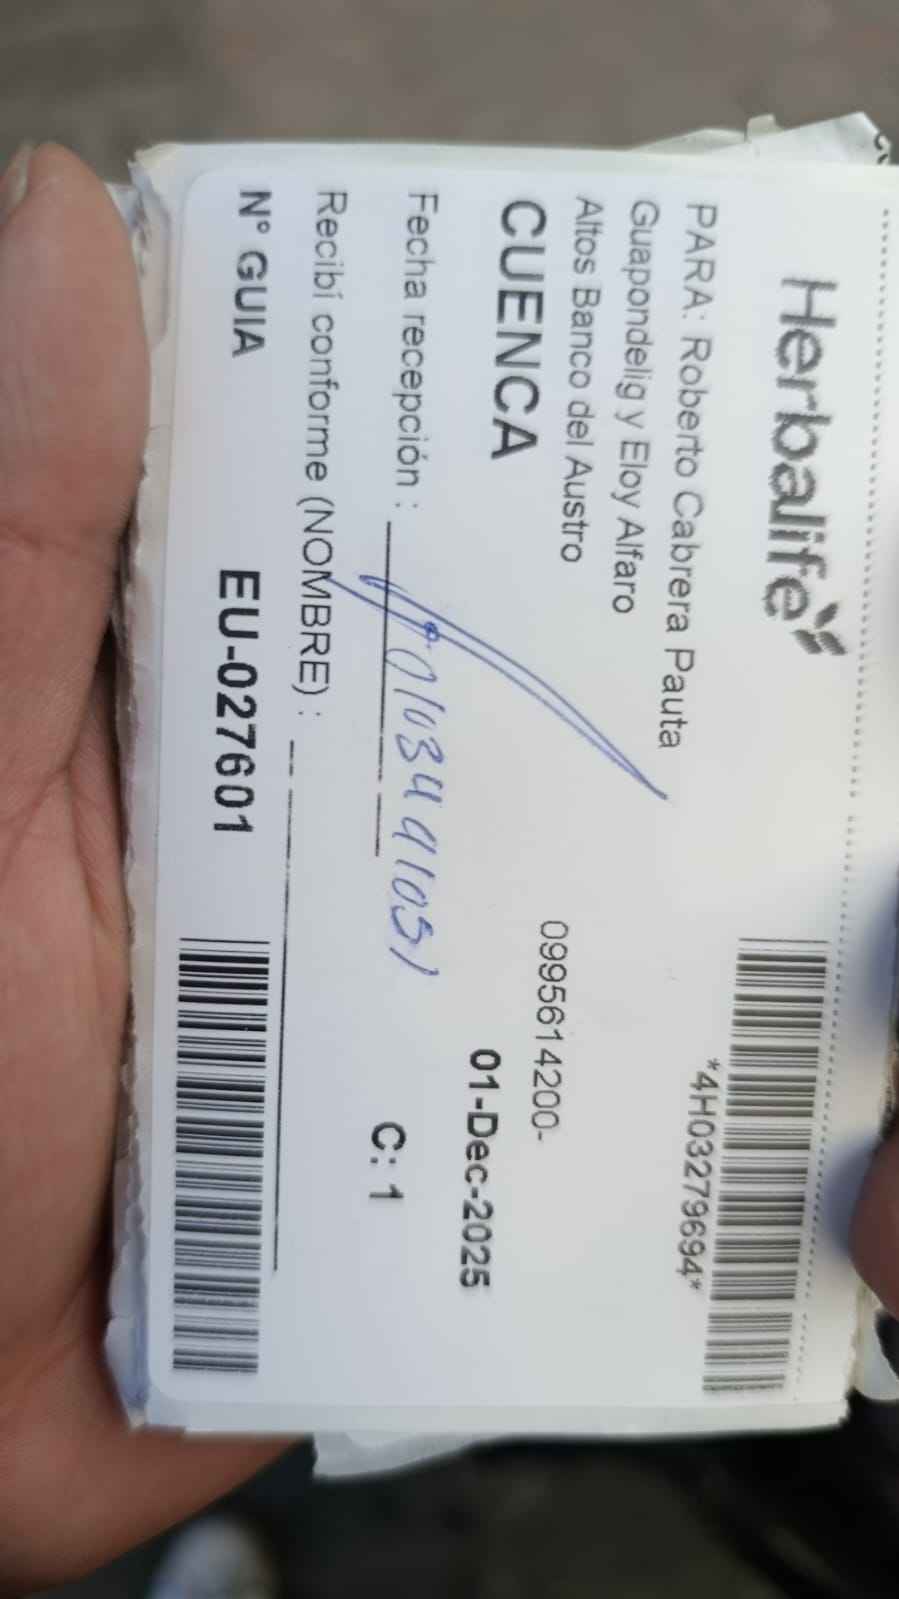 Herbalife
*4H03279694*
PARA: Roberto Cabrera Pauta
Guapondelig y Eloy Alfaro
Altos Banco del Austro
0995614200-
CUENCA
01-Dec-2025
Fecha recepción :
0103441051
C: 1
Recibí conforme (NOMBRE) :
N° GUIA EU-027601